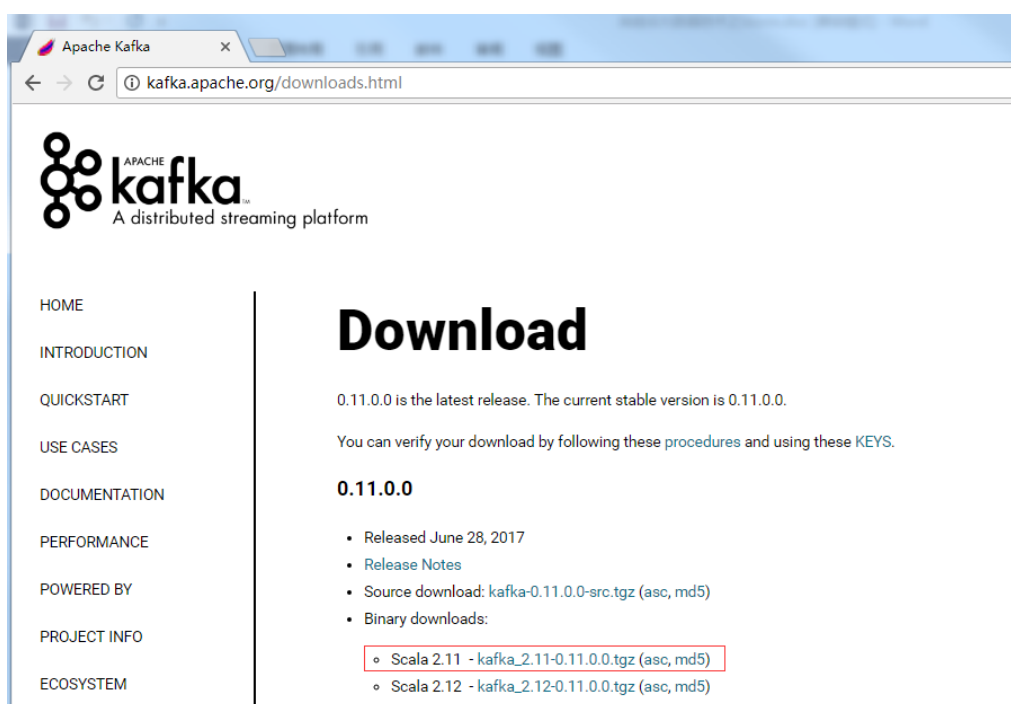 Apache Kafka
kafka.apache.org/downloads.html
APACHE
kafka
TM
A distributed streaming platform
HOME
INTRODUCTION
QUICKSTART
USE CASES
DOCUMENTATION
PERFORMANCE
POWERED BY
PROJECT INFO
ECOSYSTEM
Download
0.11.0.0 is the latest release. The current stable version is 0.11.0.0.
You can verify your download by following these procedures and using these KEYS.
0.11.0.0
• Released June 28, 2017
• Release Notes
• Source download: kafka-0.11.0.0-src.tgz (asc, md5)
• Binary downloads:
◦ Scala 2.11 - kafka_2.11-0.11.0.0.tgz (asc, md5)
◦ Scala 2.12 - kafka_2.12-0.11.0.0.tgz (asc, md5)